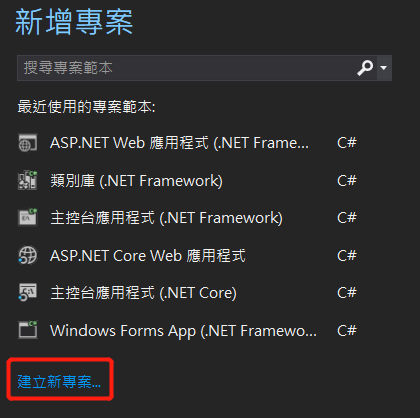 新增專案
搜尋專案範本
最近使用的專案範本:
ASP.NET Web 應用程式 (.NET Frame... C#
類別庫 (.NET Framework) C#
主控台應用程式 (.NET Framework) C#
ASP.NET Core Web 應用程式 C#
主控台應用程式 (.NET Core) C#
Windows Forms App (.NET Framewo... C#
建立新專案...